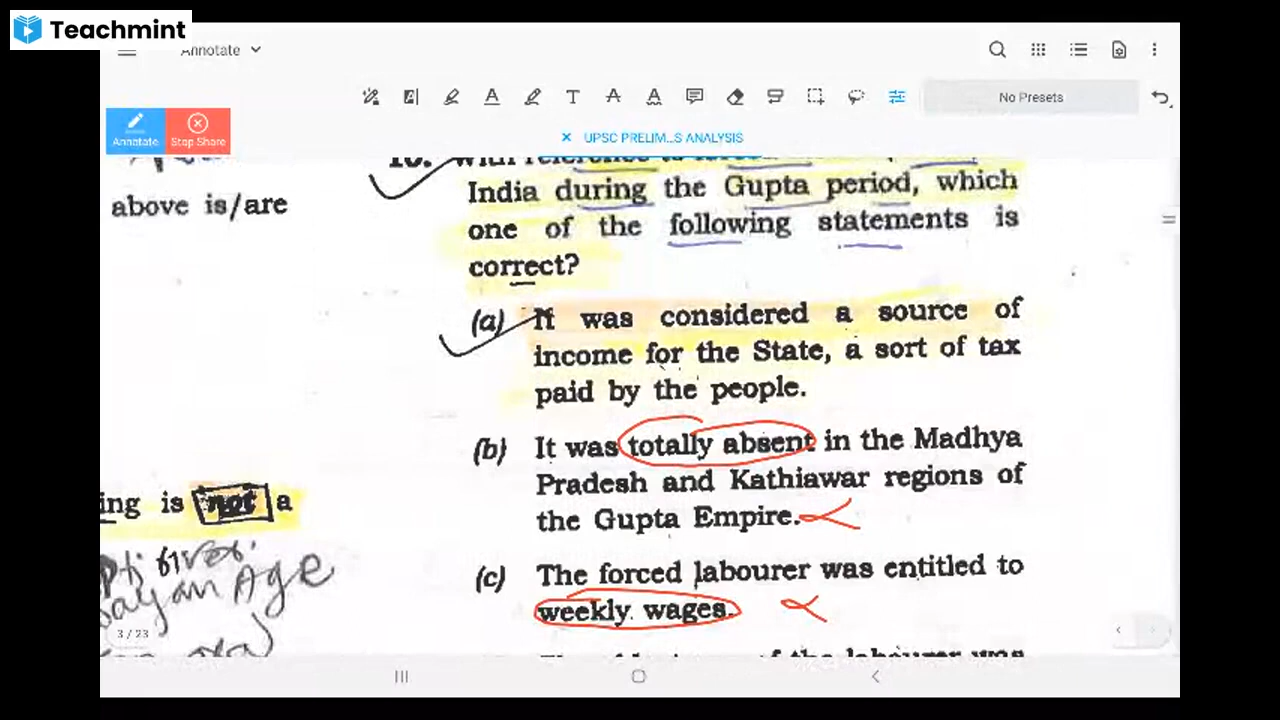 Teachmint
Annotate
No Presets
Annotate
Stop Share
UPSC PRELIM...S ANALYSIS
above is/are
India during the Gupta period, which
one of the following statements is
correct?
(a) It was considered a source of
income for the State, a sort of tax
paid by the people.
(b) It was totally absent in the Madhya
Pradesh and Kathiawar regions of
the Gupta Empire.
(c) The forced labourer was entitled to
weekly wages.
ing is not a
an Age
3 / 23